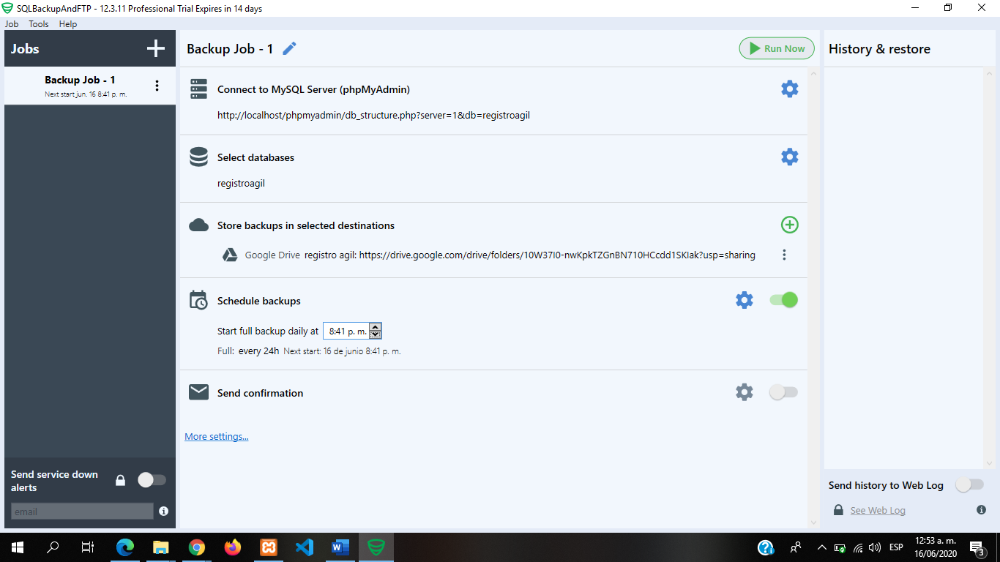 SQLBackupAndFTP - 12.3.11 Professional Trial Expires in 14 days
Job Tools Help
Jobs
Backup Job - 1
Next start jun. 16 8:41 p. m.
Send service down
alerts
email
Backup Job - 1
Run Now
Connect to MySQL Server (phpMyAdmin)
http://localhost/phpmyadmin/db_structure.php?server=1&db=registroagil
Select databases
registroagil
Store backups in selected destinations
Google Drive registro agil: https://drive.google.com/drive/folders/10W37I0-nwKpkTZGnBN710HCcdd1SKIak?usp=sharing
Schedule backups
Start full backup daily at 8:41 p. m.
Full: every 24h Next start: 16 de junio 8:41 p. m.
Send confirmation
More settings...
History & restore
Send history to Web Log
See Web Log
ESP
12:53 a. m.
16/06/2020
3